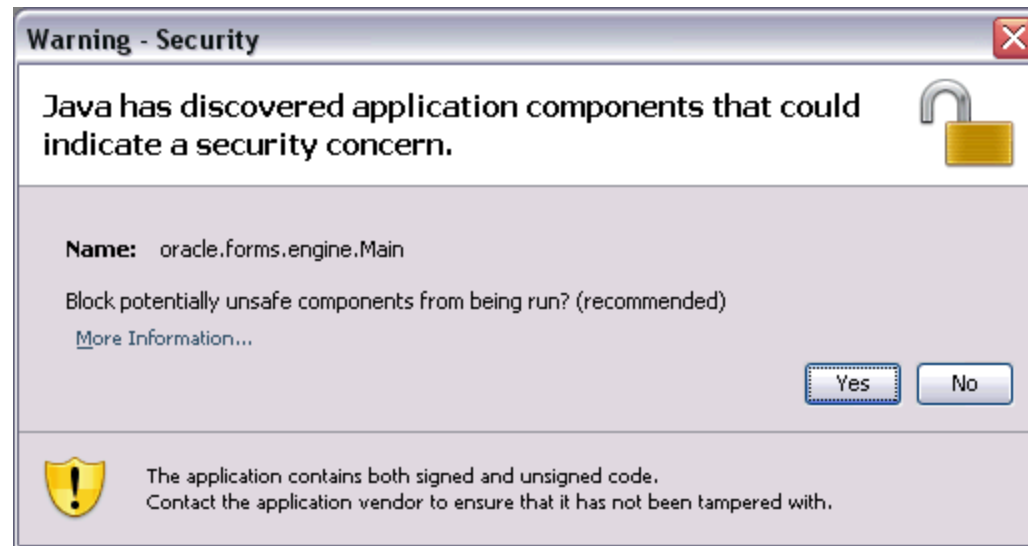 Warning - Security
Java has discovered application components that could
indicate a security concern.
Name: oracle.forms.engine.Main
Block potentially unsafe components from being run? (recommended)
More Information...
Yes No
The application contains both signed and unsigned code.
Contact the application vendor to ensure that it has not been tampered with.